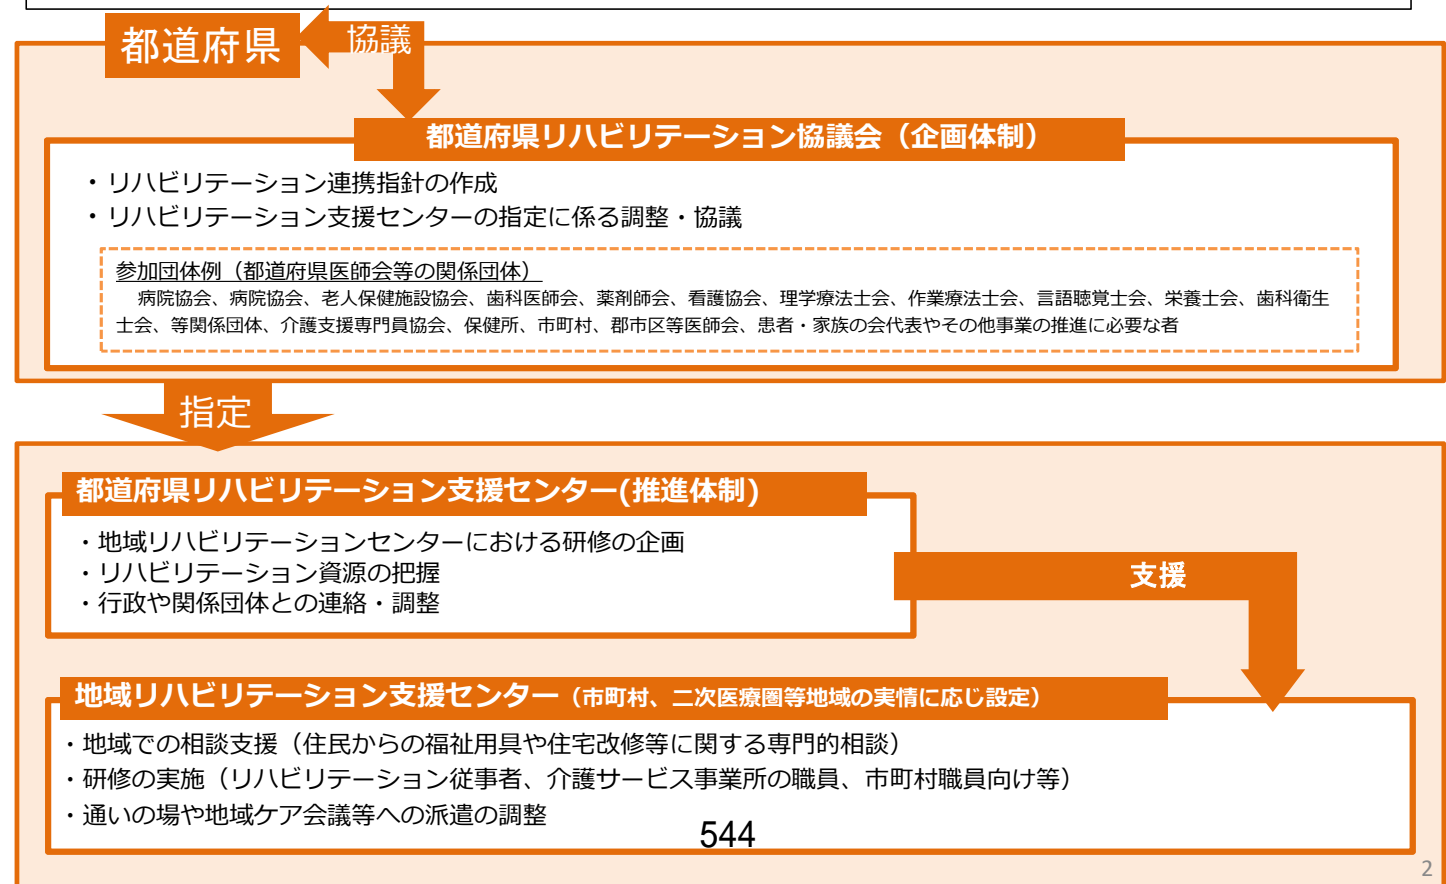 都道府県
協議
都道府県リハビリテーション協議会（企画体制）
・リハビリテーション連携指針の作成
・リハビリテーション支援センターの指定に係る調整・協議
参加団体例（都道府県医師会等の関係団体）
病院協会、病院協会、老人保健施設協会、歯科医師会、薬剤師会、看護協会、理学療法士会、作業療法士会、言語聴覚士会、栄養士会、歯科衛生
士会、等関係団体、介護支援専門員協会、保健所、市町村、郡市区等医師会、患者・家族の会代表やその他事業の推進に必要な者
指定
都道府県リハビリテーション支援センター(推進体制)
・地域リハビリテーションセンターにおける研修の企画
・リハビリテーション資源の把握
・行政や関係団体との連絡・調整
支援
地域リハビリテーション支援センター（市町村、二次医療圏等地域の実情に応じ設定）
・地域での相談支援（住民からの福祉用具や住宅改修等に関する専門的相談）
・研修の実施（リハビリテーション従事者、介護サービス事業所の職員、市町村職員向け等）
・通いの場や地域ケア会議等への派遣の調整
544
2